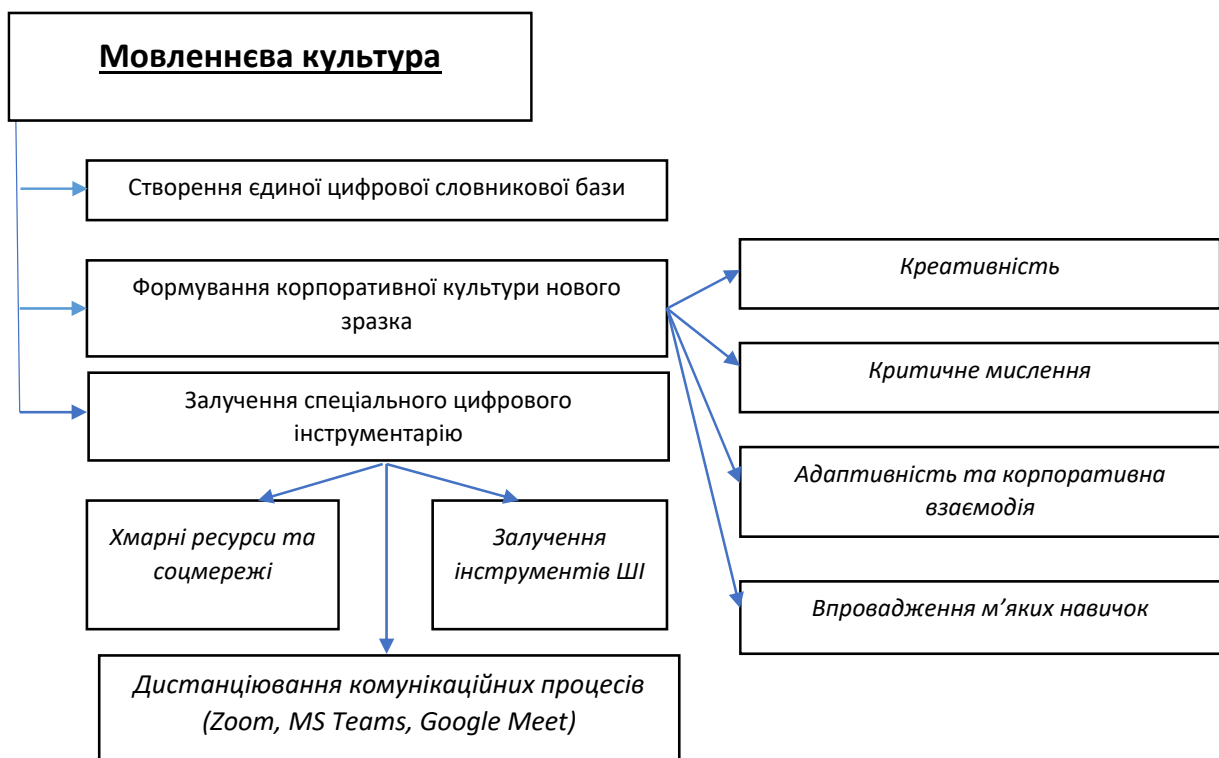 Мовленнєва культура
Створення єдиної цифрової словникової бази
Формування корпоративної культури нового
зразка
Залучення спеціального цифрового
інструментарію
Хмарні ресурси та
соцмережі
Залучення
інструментів ШІ
Дистанціювання комунікаційних процесів
(Zoom, MS Teams, Google Meet)
Креативність
Критичне мислення
Адаптивність та корпоративна
взаємодія
Впровадження м’яких навичок